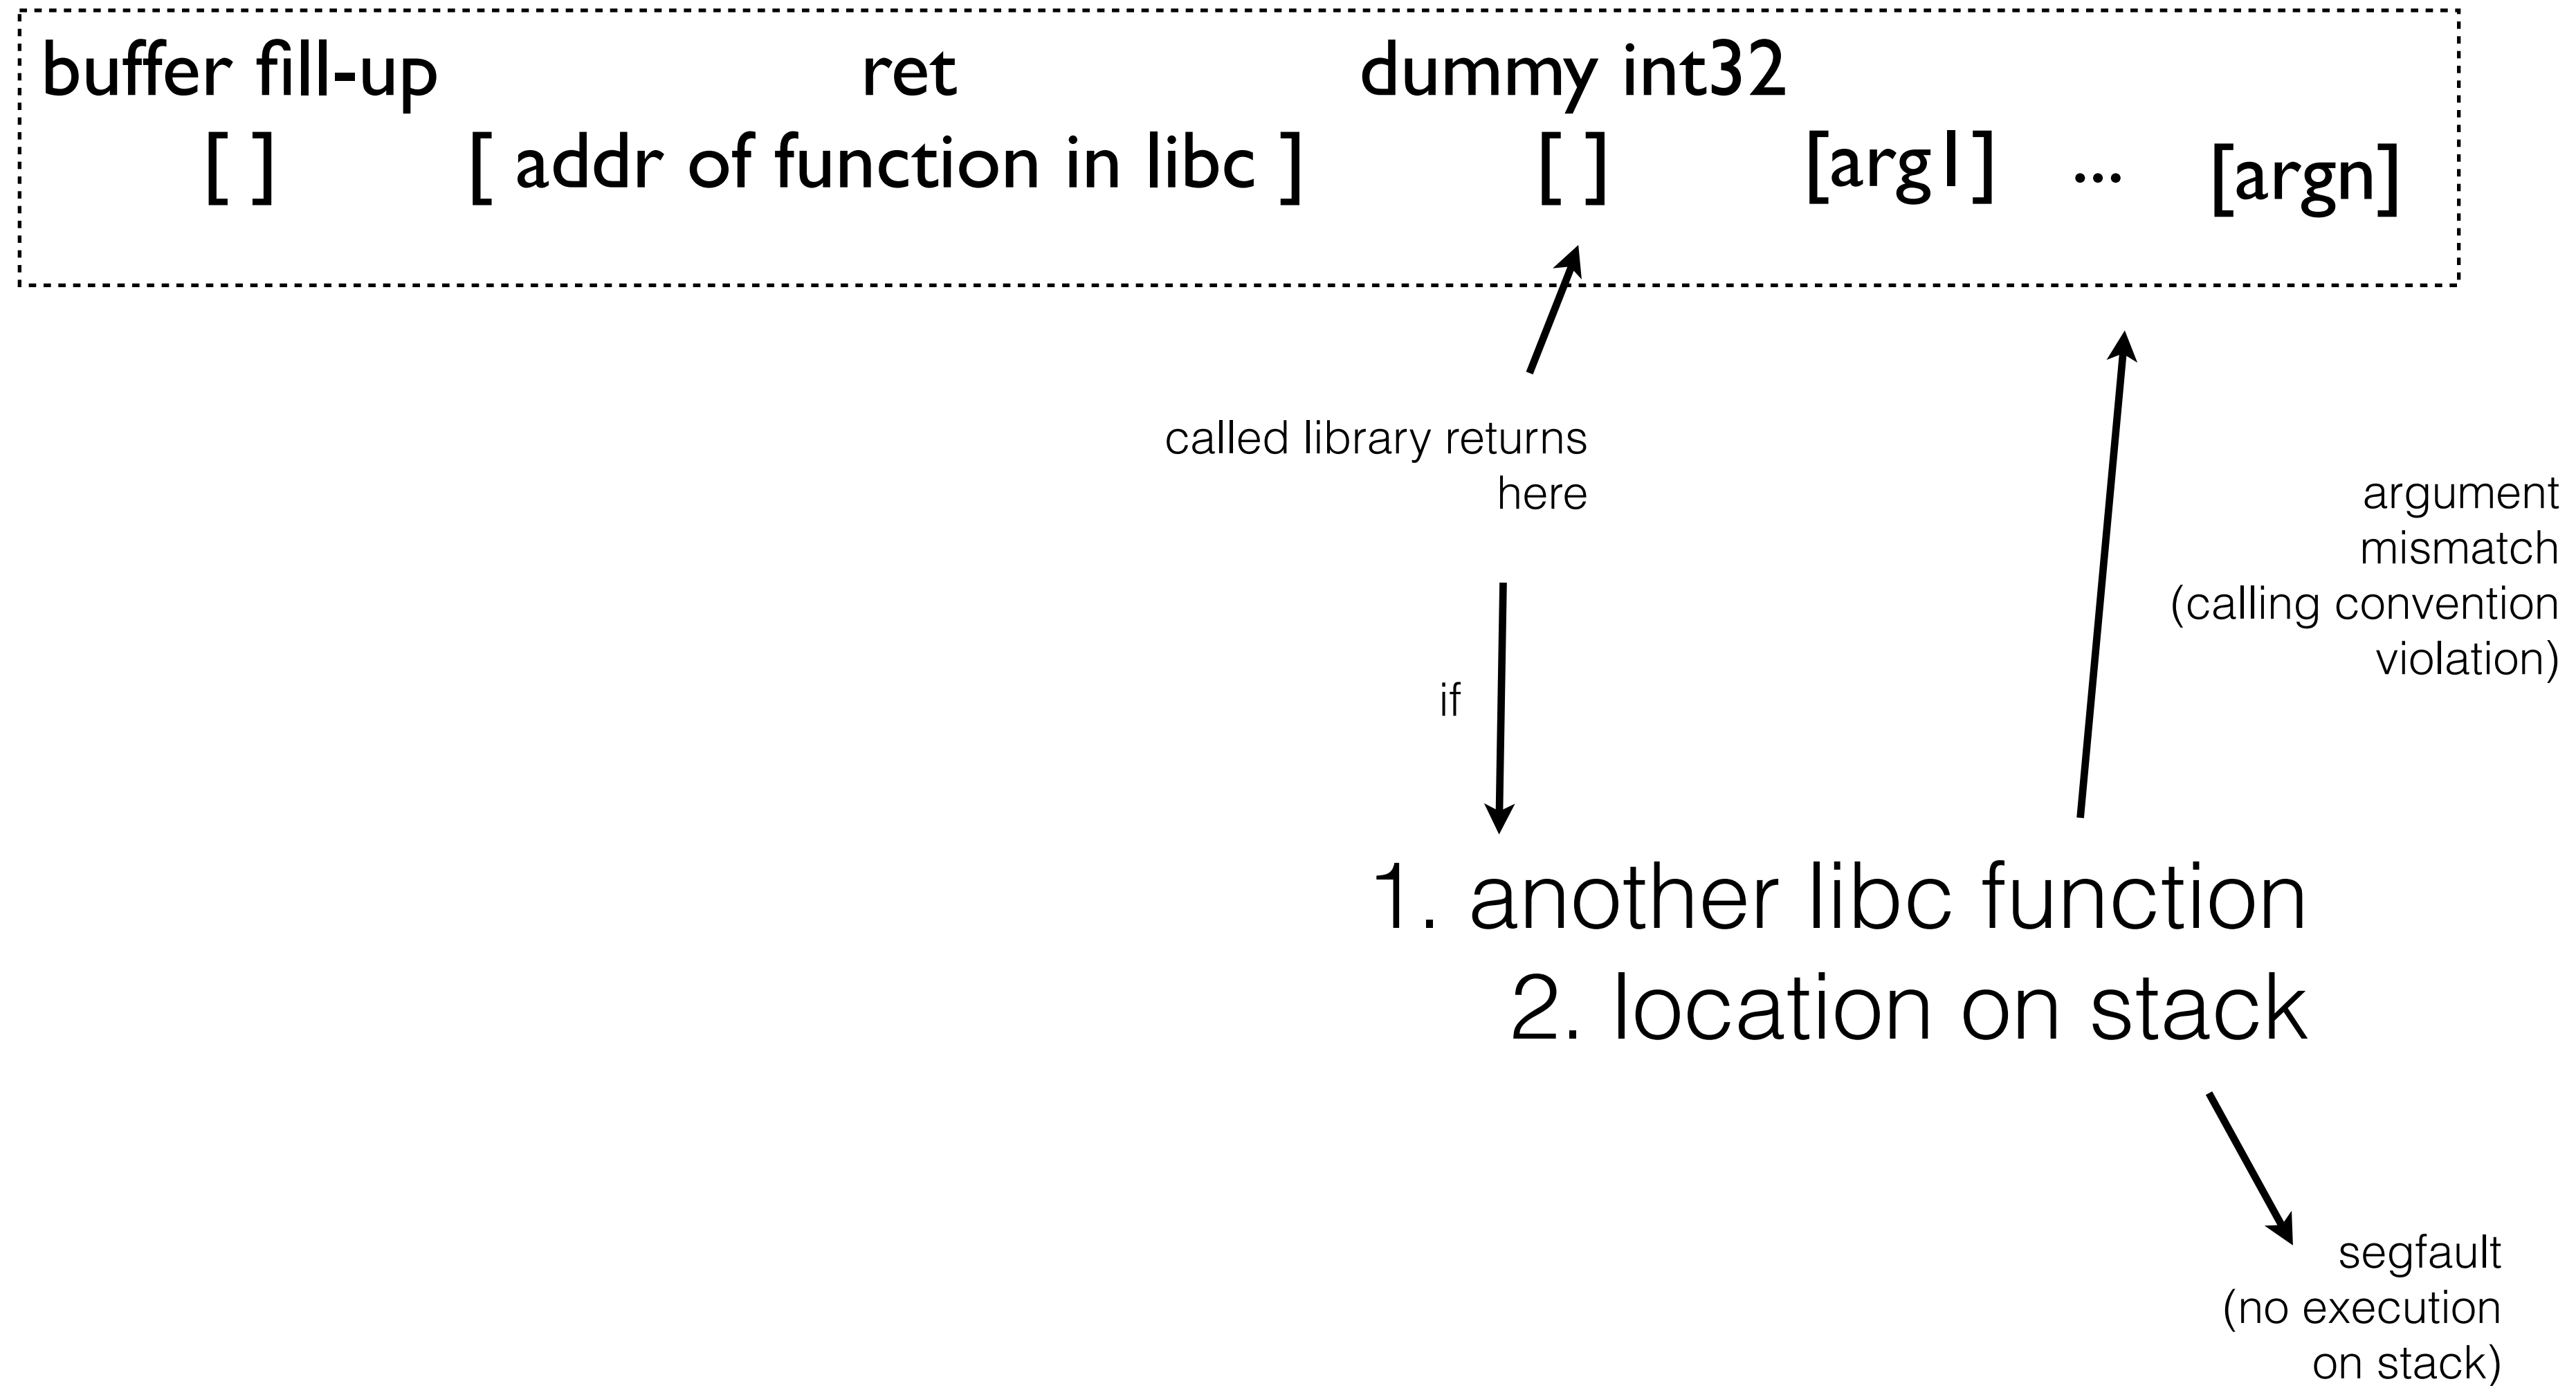 buffer fill-up ret dummy int32
[ ] [ addr of function in libc ] [ ] [arg1] ... [argn]
called library returns
here
argument
mismatch
(calling convention
violation)
if
1. another libc function
2. location on stack
segfault
(no execution
on stack)